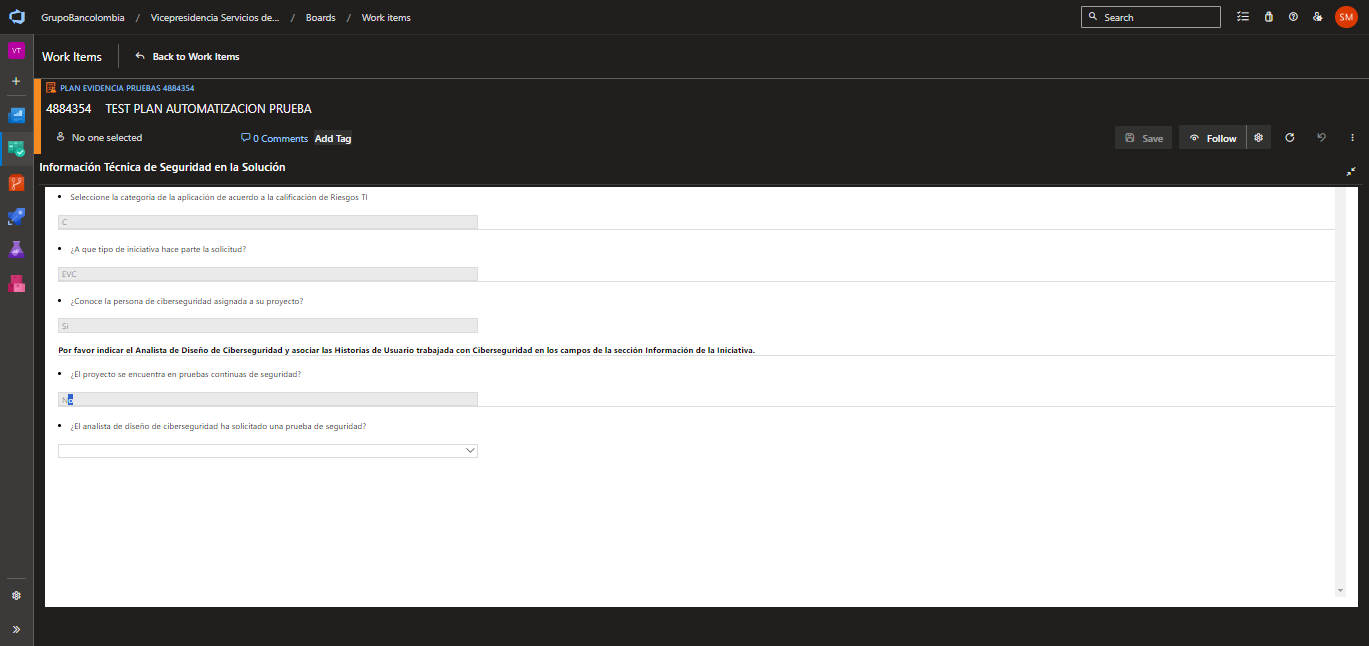 GrupoBancolombia / Vicepresidencia Servicios de... / Boards / Work items
Search
SM
VT
Work Items
Back to Work Items
PLAN EVIDENCIA PRUEBAS 4884354
4884354 TEST PLAN AUTOMATIZACION PRUEBA
No one selected
0 Comments
Add Tag
Save
Follow
Información Técnica de Seguridad en la Solución
• Seleccione la categoría de la aplicación de acuerdo a la calificación de Riesgos TI
C
• ¿A que tipo de iniciativa hace parte la solicitud?
EVC
• ¿Conoce la persona de ciberseguridad asignada a su proyecto?
Si
Por favor indicar el Analista de Diseño de Ciberseguridad y asociar las Historias de Usuario trabajada con Ciberseguridad en los campos de la sección Información de la Iniciativa.
• ¿El proyecto se encuentra en pruebas continuas de seguridad?
No
• ¿El analista de diseño de ciberseguridad ha solicitado una prueba de seguridad?